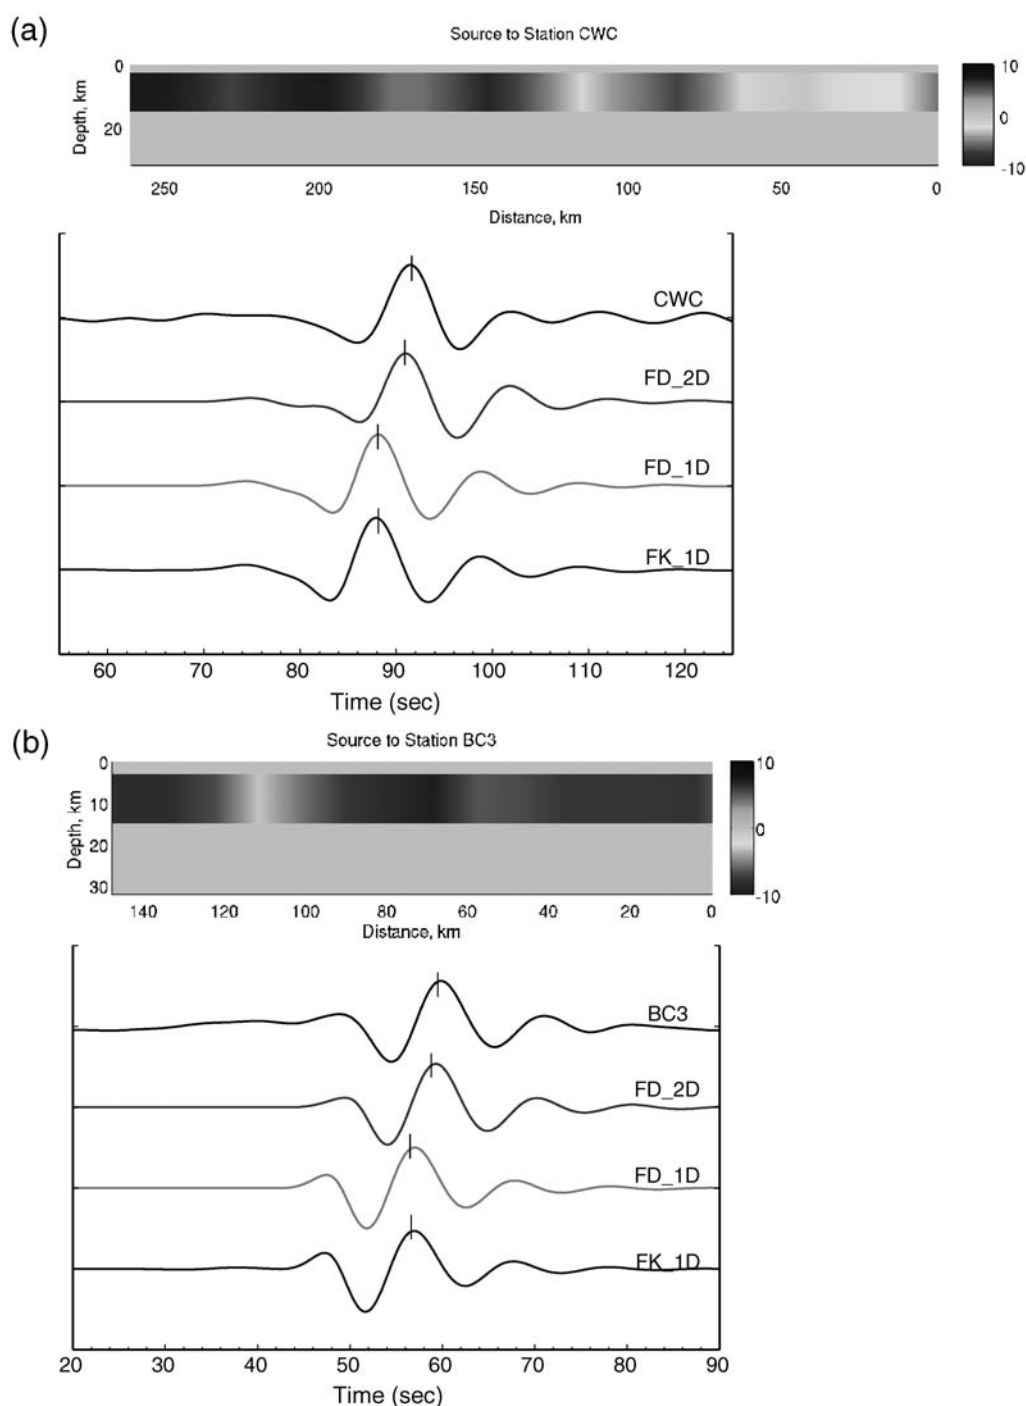 (a)
Source to Station CWC
0
20
Depth, km
10
0
-10
250 200 150 100 50 0
Distance, km
CWC
FD_2D
FD_1D
FK_1D
60 70 80 90 100 110 120
Time (sec)
(b)
Source to Station BC3
0
10
20
30
Depth, km
10
0
-10
140 120 100 80 60 40 20 0
Distance, km
BC3
FD_2D
FD_1D
FK_1D
20 30 40 50 60 70 80 90
Time (sec)